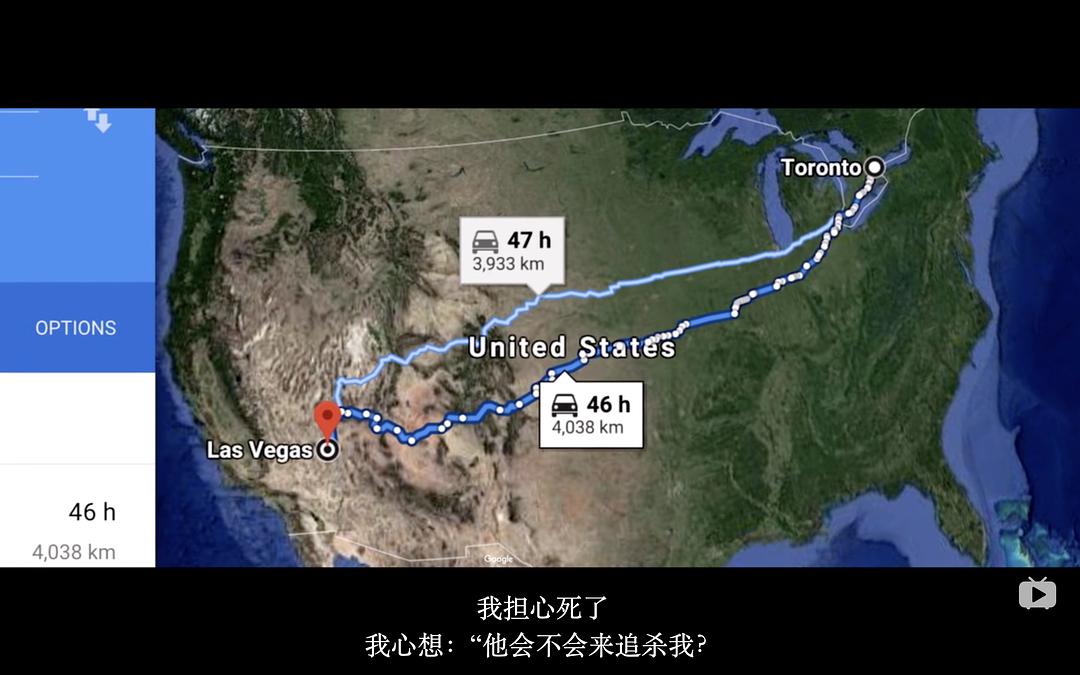 Toronto
47 h
3,933 km
OPTIONS
United States
46 h
4,038 km
Las Vegas
46 h
4,038 km
Google
我担心死了
我心想：“他会不会来追杀我？